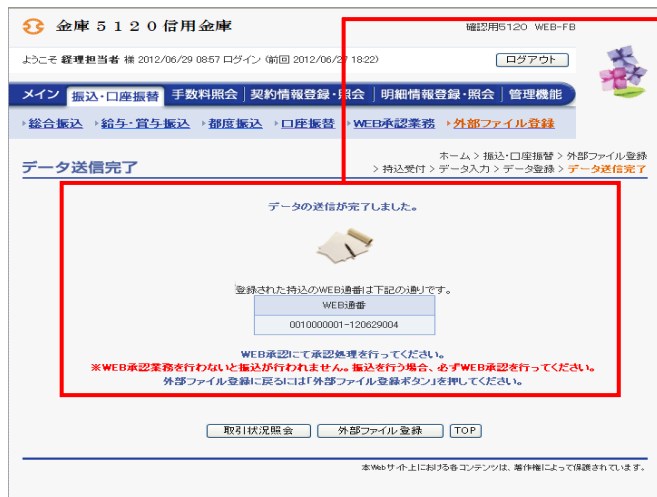 金庫５１２０信用金庫
確認用5120 WEB-FB
ようこそ 経理担当者 様 2012/06/29 08:57 ログイン (前回 2012/06/27 18:22)
ログアウト
メイン 振込・口座振替 手数料照会 契約情報登録・照会 明細情報登録・照会 管理機能
総合振込 給与・賞与振込 都度振込 口座振替 WEB承認業務 外部ファイル登録
データ送信完了
ホーム > 振込・口座振替 > 外部ファイル登録
> 持込受付 > データ入力 > データ登録 > データ送信完了
データの送信が完了しました。
登録された持込のWEB通番は下記の通りです。
WEB通番
0010000001-120629004
WEB承認にて承認処理を行ってください。
※WEB承認業務を行わないと振込が行われません。振込を行う場合、必ずWEB承認を行ってください。
外部ファイル登録に戻るには「外部ファイル登録ボタン」を押してください。
取引状況照会 外部ファイル登録 TOP
本Webサイト上における各コンテンツは、著作権によって保護されています。